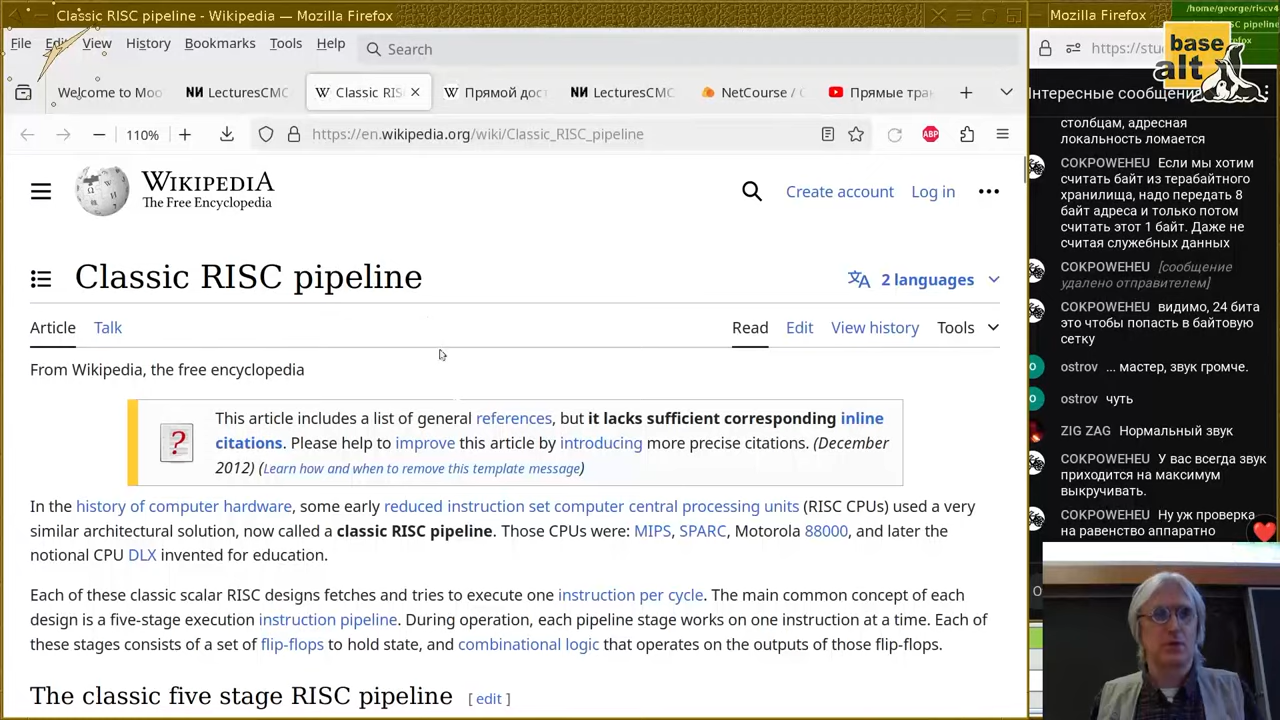 Classic RISC pipeline - Wikipedia — Mozilla Firefox
File Edit View History Bookmarks Tools Help
Search
Welcome to Moo
LecturesCMC
Classic RIS
Прямой дост
LecturesCMC
NetCourse / C
Прямые тран
110%
https://en.wikipedia.org/wiki/Classic_RISC_pipeline
ABP
WIKIPEDIA
The Free Encyclopedia
Create account
Log in
Classic RISC pipeline
2 languages
Article
Talk
Read
Edit
View history
Tools
From Wikipedia, the free encyclopedia
This article includes a list of general references, but it lacks sufficient corresponding inline
citations. Please help to improve this article by introducing more precise citations. (December
2012) (Learn how and when to remove this template message)
In the history of computer hardware, some early reduced instruction set computer central processing units (RISC CPUs) used a very
similar architectural solution, now called a classic RISC pipeline. Those CPUs were: MIPS, SPARC, Motorola 88000, and later the
notional CPU DLX invented for education.
Each of these classic scalar RISC designs fetches and tries to execute one instruction per cycle. The main common concept of each
design is a five-stage execution instruction pipeline. During operation, each pipeline stage works on one instruction at a time. Each of
these stages consists of a set of flip-flops to hold state, and combinational logic that operates on the outputs of those flip-flops.
The classic five stage RISC pipeline [ edit ]
Mozilla Firefox
/home/george/riscv4
SC pipeline
refox
base
alt
https://stu
Интересные сообщения
столбцам, адресная
локальность ломается
COKPOWEHEU Если мы хотим
считать байт из терабайтного
хранилища, надо передать 8
байт адреса и только потом
считать этот 1 байт. Даже не
считая служебных данных
COKPOWEHEU [сообщение
удалено отправителем]
COKPOWEHEU видимо, 24 бита
это чтобы попасть в байтовую
сетку
ostrov ... мастер, звук громче.
ostrov чуть
ZIG ZAG Нормальный звук
COKPOWEHEU У вас всегда звук
приходится на максимум
выкручивать.
COKPOWEHEU Ну уж проверка
на равенство аппаратно